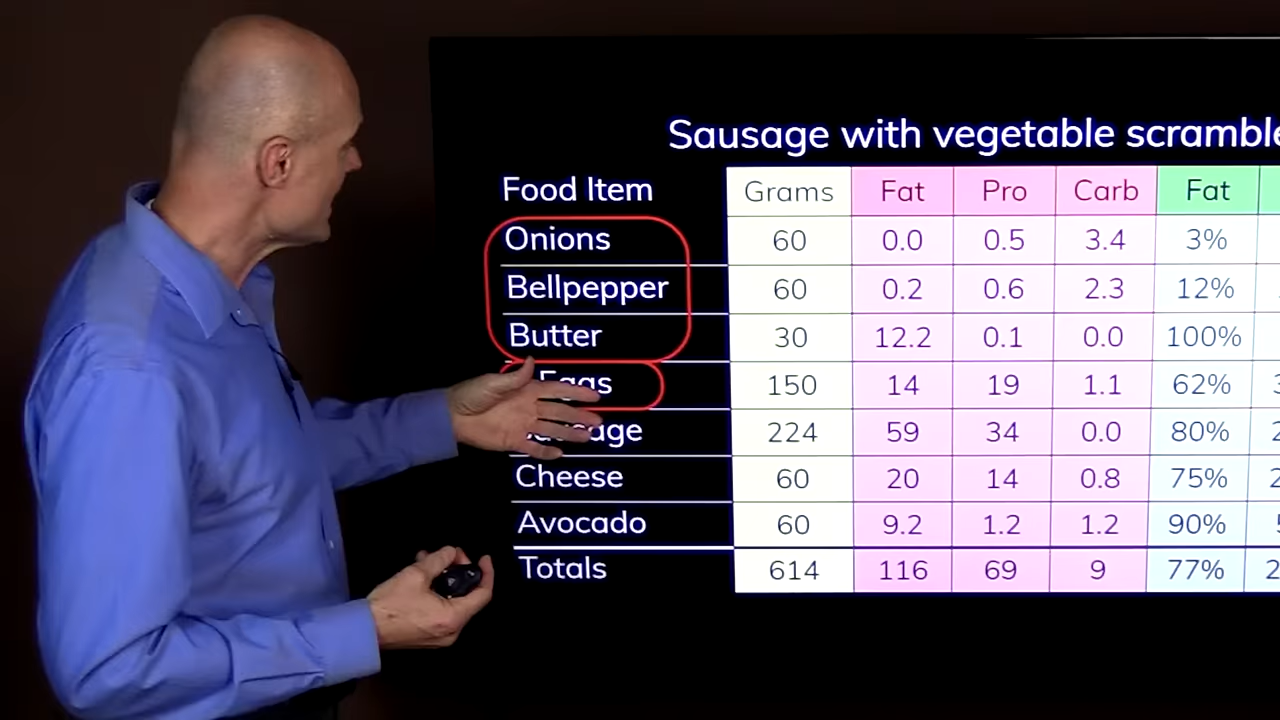 Sausage with vegetable scramble
Food Item Grams Fat Pro Carb Fat
Onions 60 0.0 0.5 3.4 3%
Bellpepper 60 0.2 0.6 2.3 12%
Butter 30 12.2 0.1 0.0 100%
Eggs 150 14 19 1.1 62%
Sausage 224 59 34 0.0 80%
Cheese 60 20 14 0.8 75%
Avocado 60 9.2 1.2 1.2 90%
Totals 614 116 69 9 77%